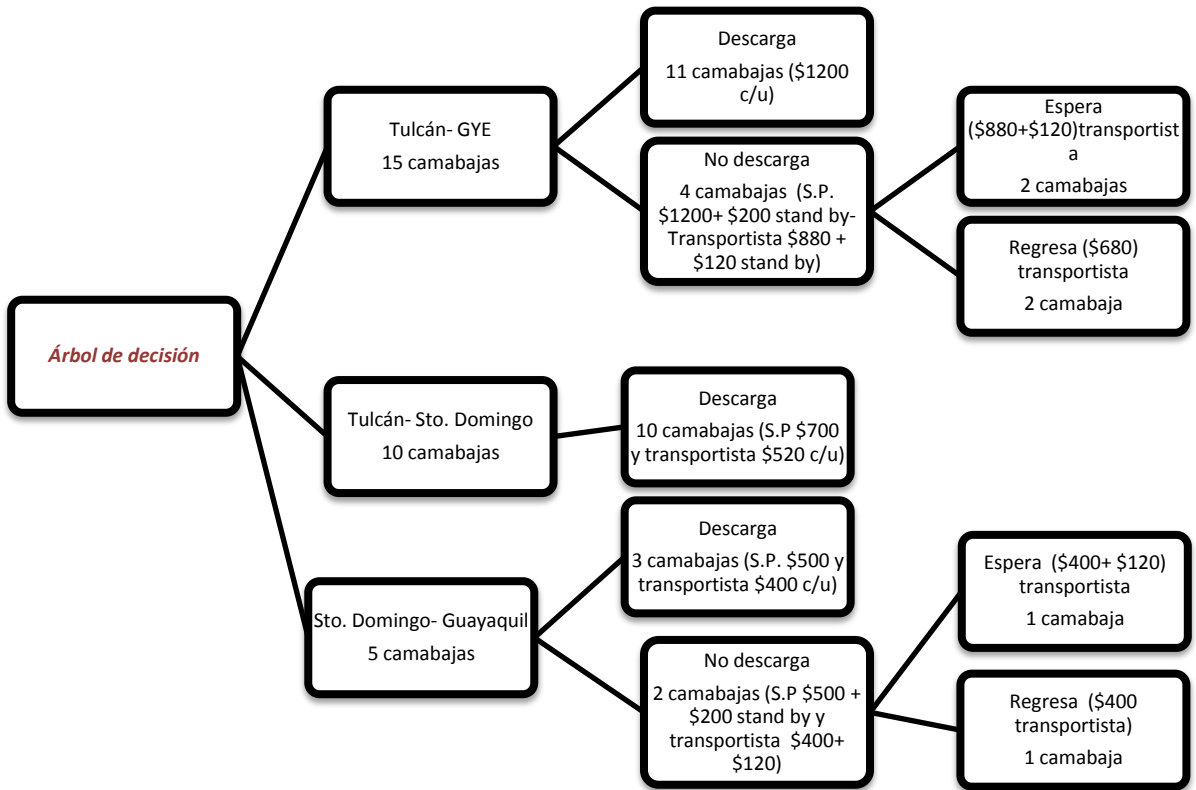 Árbol de decisión
Tulcán- GYE
15 camabajas
Descarga
11 camabajas ($1200
c/u)
No descarga
4 camabajas (S.P.
$1200+ $200 stand by-
Transportista $880 +
$120 stand by)
Espera
($880+$120)transportist
a
2 camabajas
Regresa ($680)
transportista
2 camabaja
Tulcán- Sto. Domingo
10 camabajas
Descarga
10 camabajas (S.P $700
y transportista $520 c/u)
Sto. Domingo- Guayaquil
5 camabajas
Descarga
3 camabajas (S.P. $500 y
transportista $400 c/u)
No descarga
2 camabajas (S.P $500 +
$200 stand by y
transportista $400+
$120)
Espera ($400+ $120)
transportista
1 camabaja
Regresa ($400
transportista)
1 camabaja